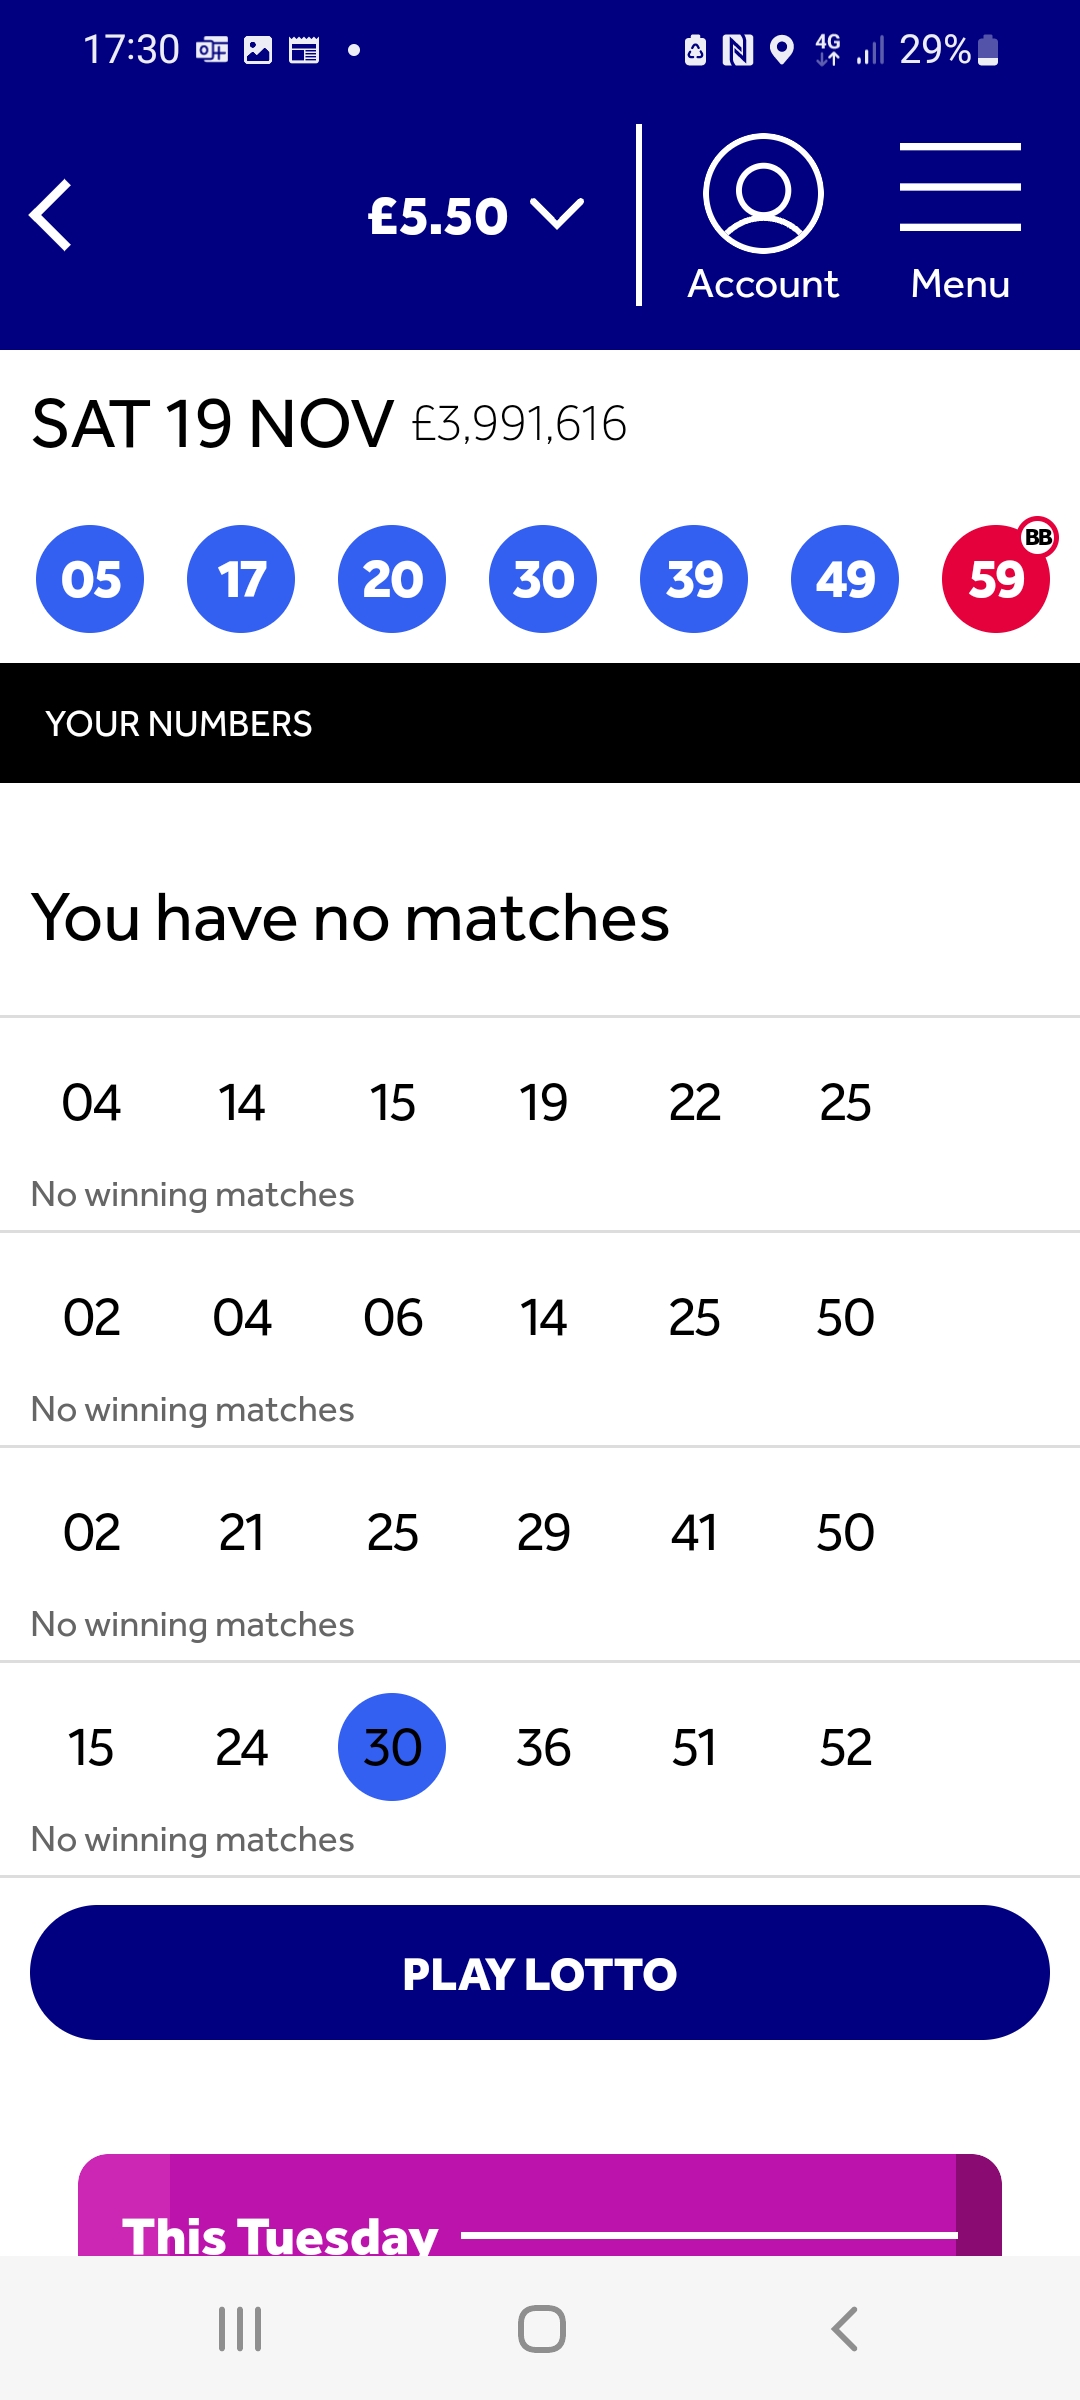 17:30 4G 29%
£5.50
Account Menu
SAT 19 NOV £3,991,616
BB
05 17 20 30 39 49 59
YOUR NUMBERS
You have no matches
04 14 15 19 22 25
No winning matches
02 04 06 14 25 50
No winning matches
02 21 25 29 41 50
No winning matches
15 24 30 36 51 52
No winning matches
PLAY LOTTO
This Tuesday